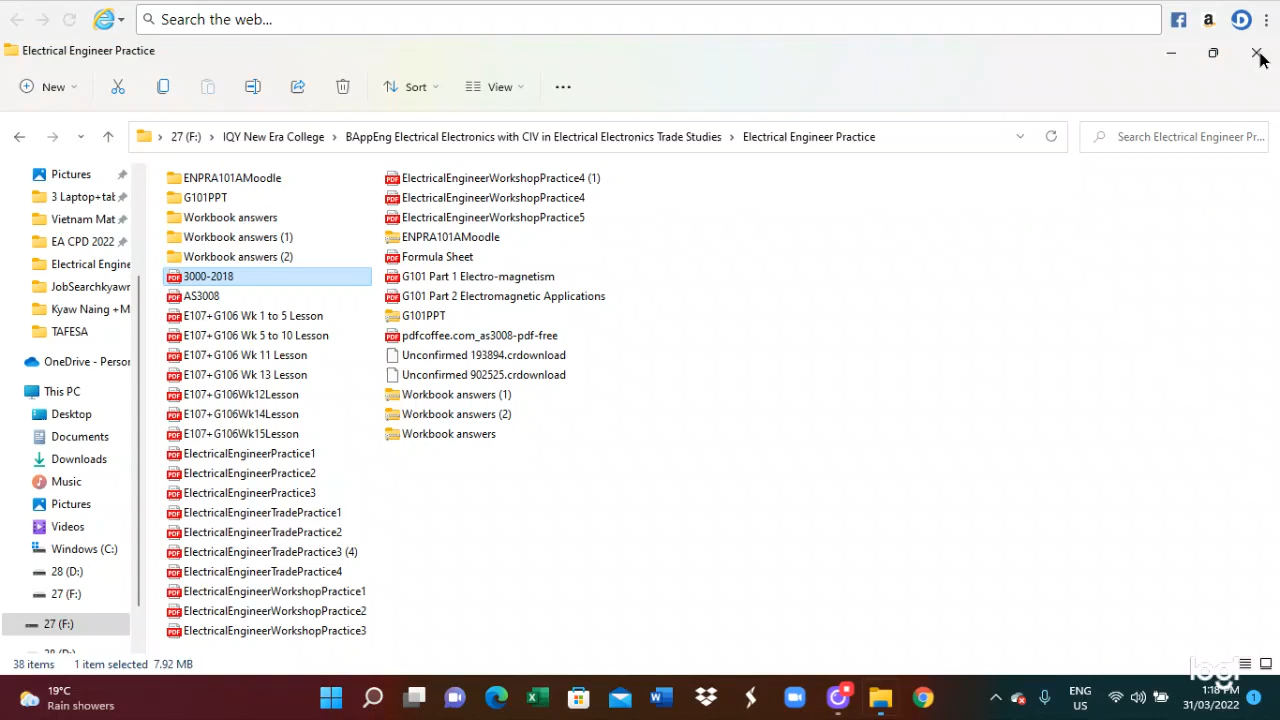 Search the web...
Electrical Engineer Practice
New
Sort
View
27 (F:)
IQY New Era College
BAppEng Electrical Electronics with CIV in Electrical Electronics Trade Studies
Electrical Engineer Practice
Search Electrical Engineer Pr...
Pictures
3 Laptop+tab
Vietnam Mat
EA CPD 2022
Electrical Engine
JobSearchkyawr
Kyaw Naing +M
TAFESA
OneDrive - Person
This PC
Desktop
Documents
Downloads
Music
Pictures
Videos
Windows (C:)
28 (D:)
27 (F:)
27 (F:)
28 (D:)
ENPRA101AMoodle
G101PPT
Workbook answers
Workbook answers (1)
Workbook answers (2)
3000-2018
AS3008
E107+G106 Wk 1 to 5 Lesson
E107+G106 Wk 5 to 10 Lesson
E107+G106 Wk 11 Lesson
E107+G106 Wk 13 Lesson
E107+G106Wk12Lesson
E107+G106Wk14Lesson
E107+G106Wk15Lesson
ElectricalEngineerPractice1
ElectricalEngineerPractice2
ElectricalEngineerPractice3
ElectricalEngineerTradePractice1
ElectricalEngineerTradePractice2
ElectricalEngineerTradePractice3 (4)
ElectricalEngineerTradePractice4
ElectricalEngineerWorkshopPractice1
ElectricalEngineerWorkshopPractice2
ElectricalEngineerWorkshopPractice3
ElectricalEngineerWorkshopPractice4 (1)
ElectricalEngineerWorkshopPractice4
ElectricalEngineerWorkshopPractice5
ENPRA101AMoodle
Formula Sheet
G101 Part 1 Electro-magnetism
G101 Part 2 Electromagnetic Applications
G101PPT
pdfcoffee.com_as3008-pdf-free
Unconfirmed 193894.crdownload
Unconfirmed 902525.crdownload
Workbook answers (1)
Workbook answers (2)
Workbook answers
38 items
1 item selected 7.92 MB
19°C
Rain showers
ENG
US
1:18 PM
31/03/2022
1